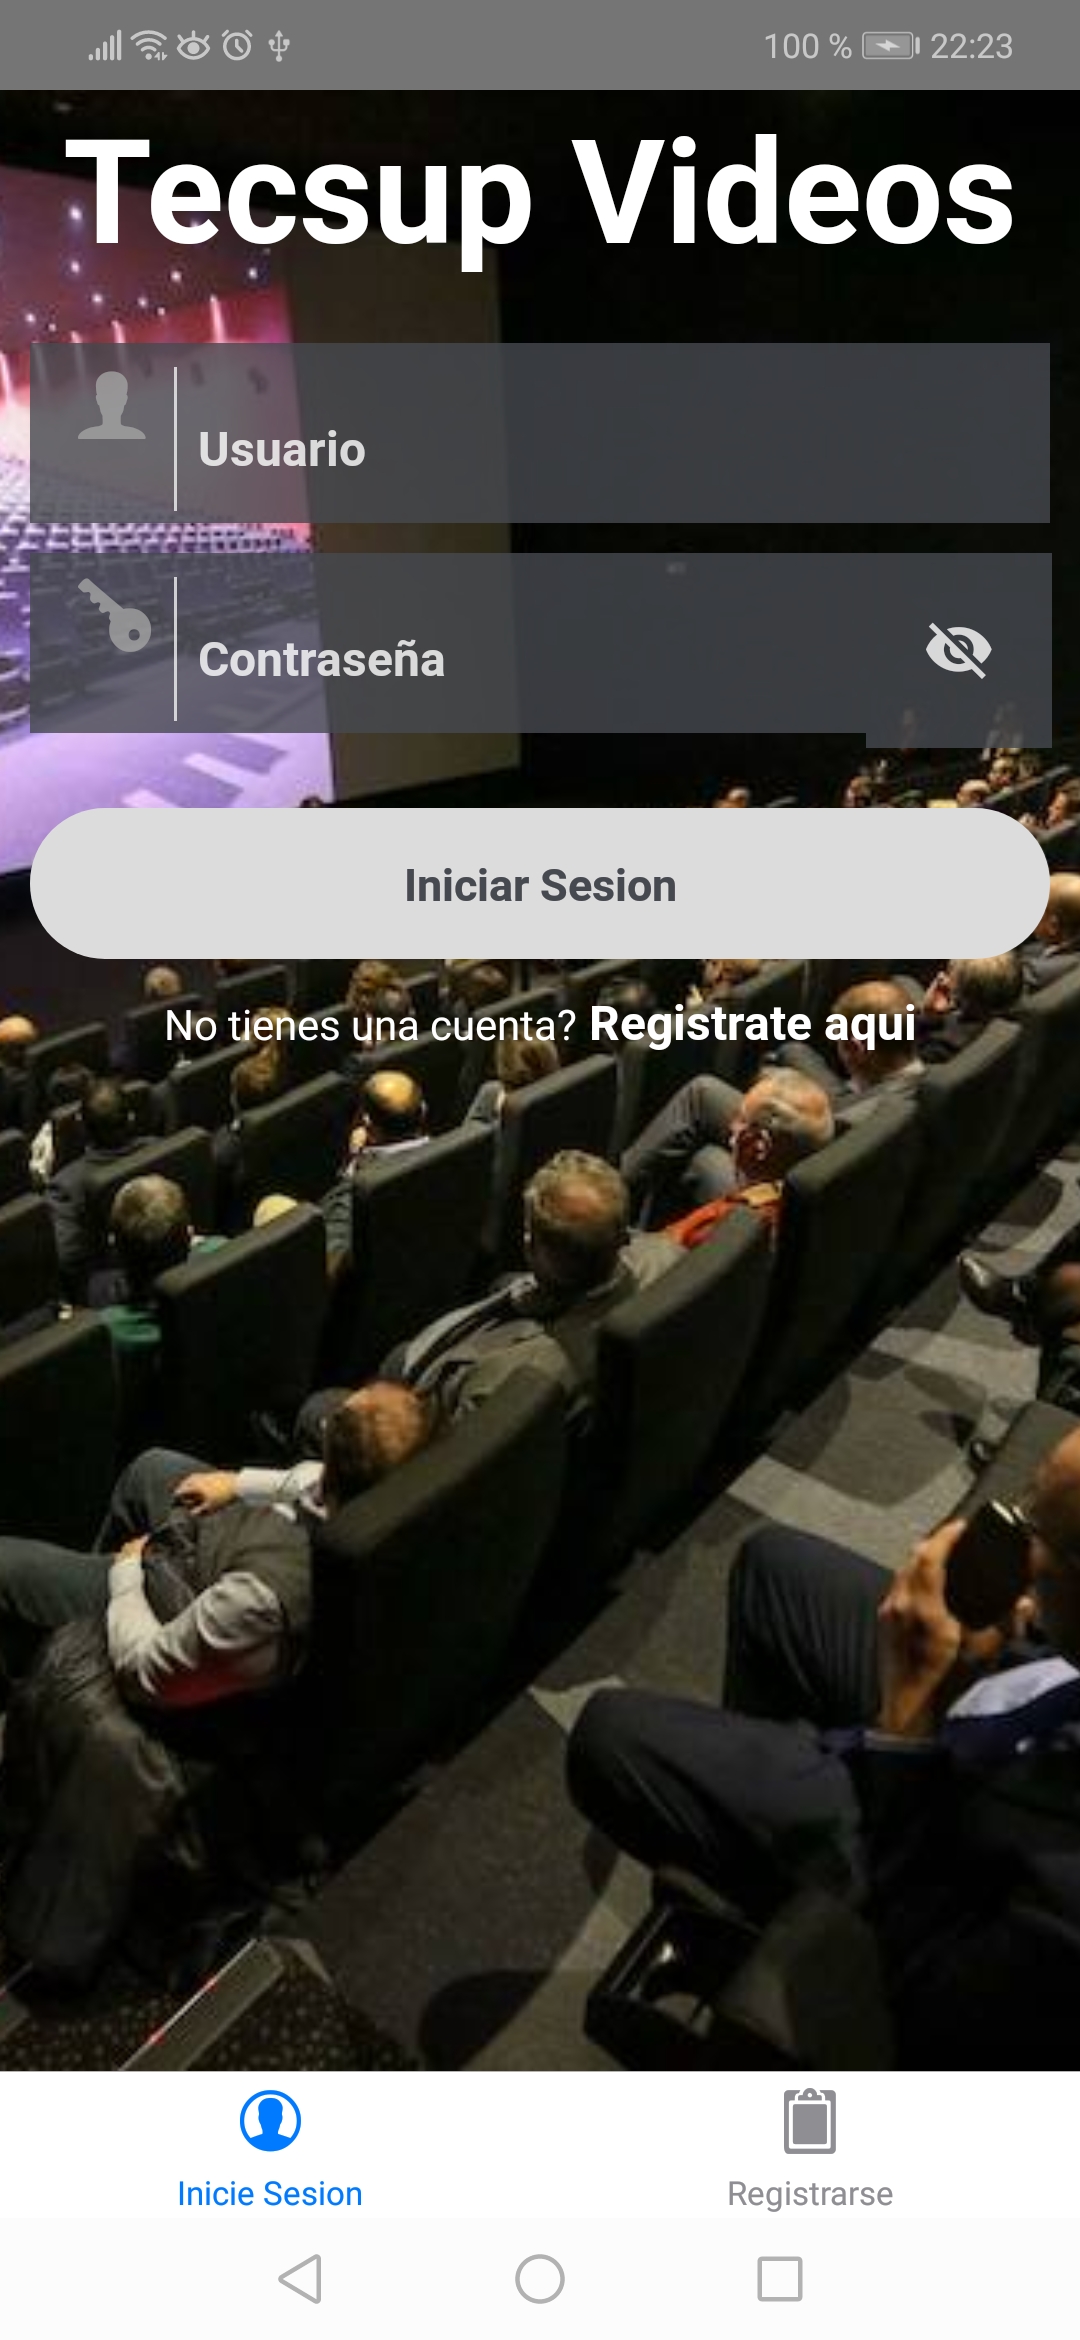 100 % 22:23
Tecsup Videos
Usuario
Contraseña
Iniciar Sesion
No tienes una cuenta? Registrate aqui
Inicie Sesion
Registrarse